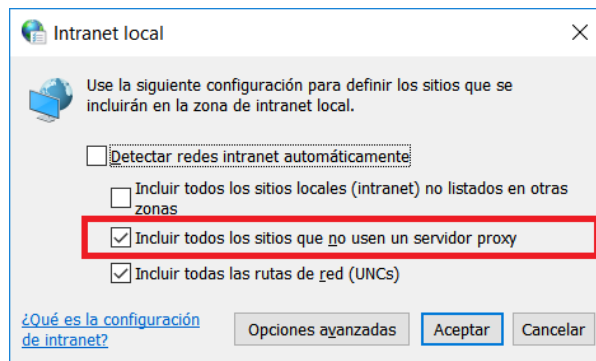 Intranet local
Use la siguiente configuración para definir los sitios que se
incluirán en la zona de intranet local.
Detectar redes intranet automáticamente
Incluir todos los sitios locales (intranet) no listados en otras
zonas
Incluir todos los sitios que no usen un servidor proxy
Incluir todas las rutas de red (UNCs)
¿Qué es la configuración
de intranet?
Opciones avanzadas
Aceptar
Cancelar